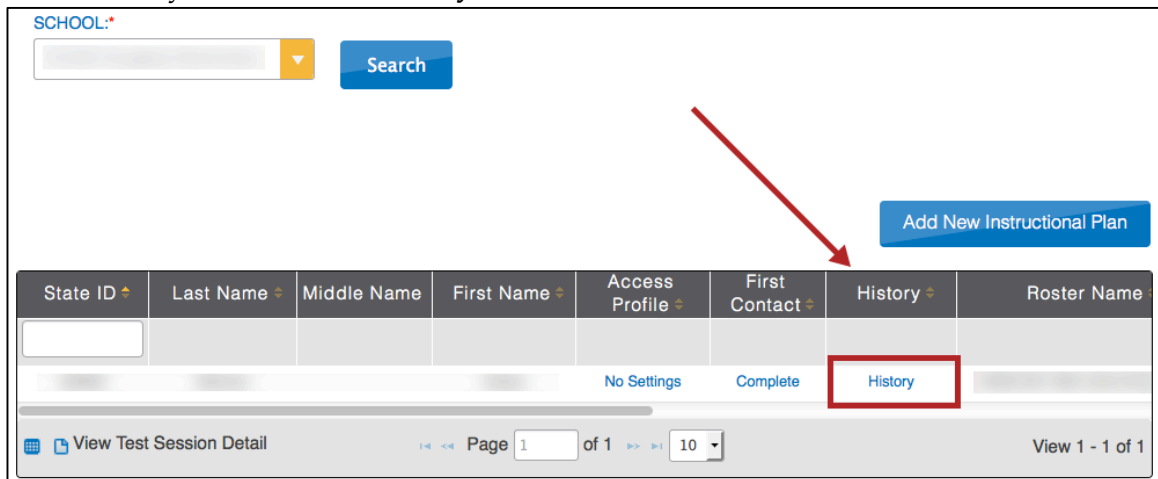 SCHOOL:*
Search
Add New Instructional Plan
State ID Last Name Middle Name First Name Access Profile First Contact History Roster Name
No Settings Complete History
View Test Session Detail Page 1 of 1 10 View 1 - 1 of 1